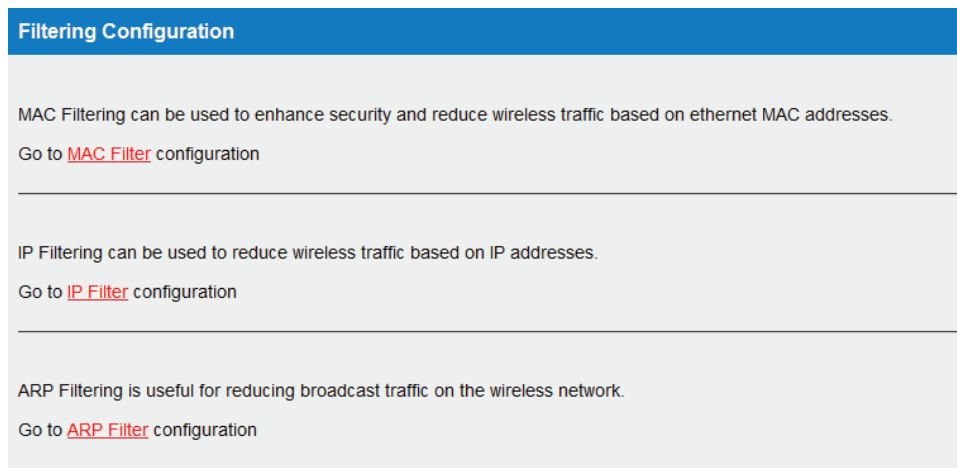 Filtering Configuration
MAC Filtering can be used to enhance security and reduce wireless traffic based on ethernet MAC addresses.
Go to MAC Filter configuration
IP Filtering can be used to reduce wireless traffic based on IP addresses.
Go to IP Filter configuration
ARP Filtering is useful for reducing broadcast traffic on the wireless network.
Go to ARP Filter configuration